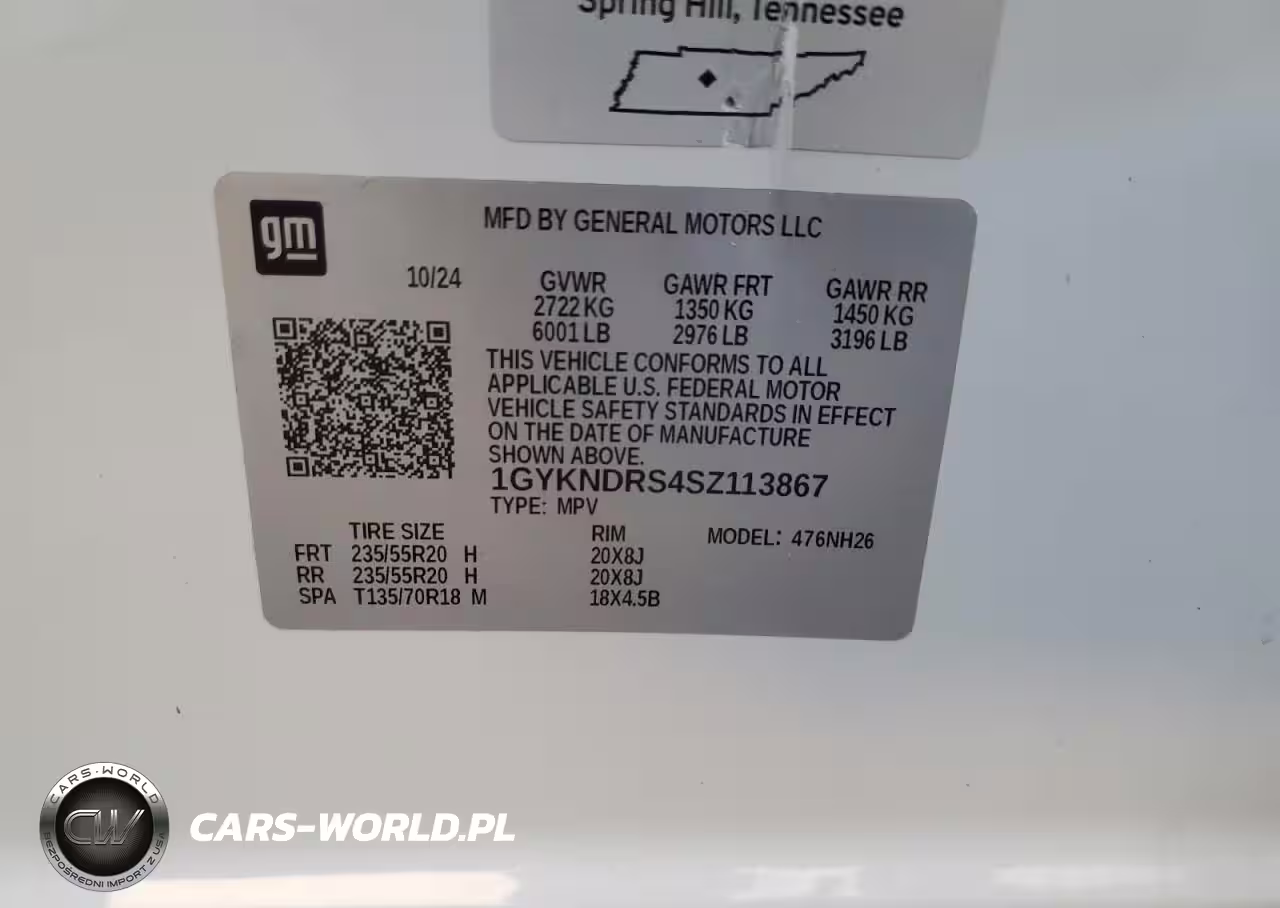 Spring Hill, Tennessee
gm
MFD BY GENERAL MOTORS LLC
10/24
GVWR GAWR FRT GAWR RR
2722 KG 1350 KG 1450 KG
6001 LB 2976 LB 3196 LB
THIS VEHICLE CONFORMS TO ALL
APPLICABLE U.S. FEDERAL MOTOR
VEHICLE SAFETY STANDARDS IN EFFECT
ON THE DATE OF MANUFACTURE
SHOWN ABOVE.
1GYKNDRS4SZ113867
TYPE: MPV
TIRE SIZE RIM MODEL: 476NH26
FRT 235/55R20 H 20X8J
RR 235/55R20 H 20X8J
SPA T135/70R18 M 18X4.5B
CARS-WORLD
CW
BEZPOŚREDNI IMPORT Z USA
CARS-WORLD.PL